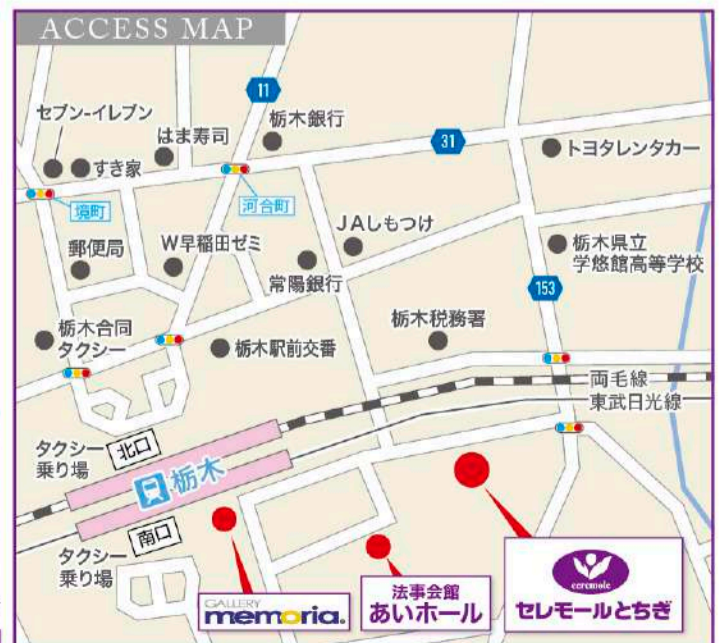 ACCESS MAP
11
セブン-イレブン
はま寿司
栃木銀行
31
トヨタレンタカー
すき家
境町
河合町
郵便局
W早稲田ゼミ
JAしもつけ
常陽銀行
栃木県立
学悠館高等学校
153
栃木合同
タクシー
栃木駅前交番
栃木税務署
両毛線
東武日光線
タクシー
乗り場
北口
栃木
南口
タクシー
乗り場
GALLERY
memoria.
法事会館
あいホール
ceremole
セレモールとちぎ